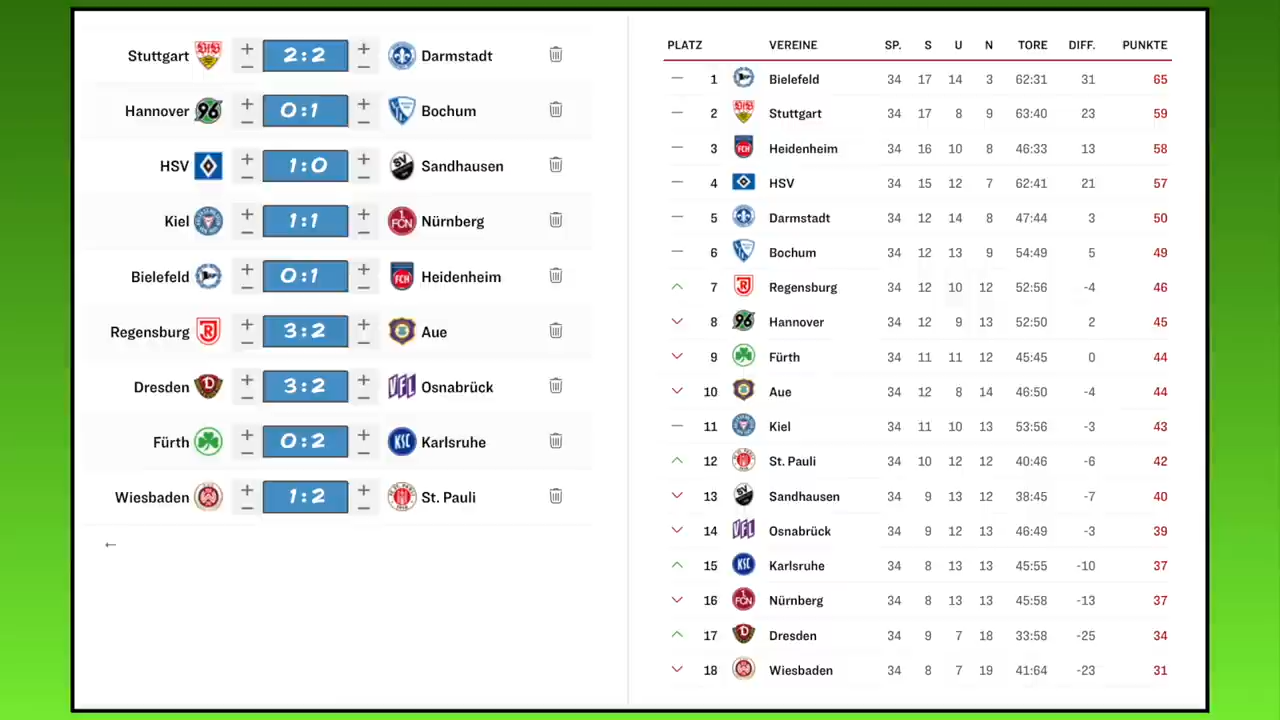 Stuttgart 2:2 Darmstadt
Hannover 0:1 Bochum
HSV 1:0 Sandhausen
Kiel 1:1 Nürnberg
Bielefeld 0:1 Heidenheim
Regensburg 3:2 Aue
Dresden 3:2 Osnabrück
Fürth 0:2 Karlsruhe
Wiesbaden 1:2 St. Pauli
PLATZ VEREINE SP. S U N TORE DIFF. PUNKTE
1 Bielefeld 34 17 14 3 62:31 31 65
2 Stuttgart 34 17 8 9 63:40 23 59
3 Heidenheim 34 16 10 8 46:33 13 58
4 HSV 34 15 12 7 62:41 21 57
5 Darmstadt 34 12 14 8 47:44 3 50
6 Bochum 34 12 13 9 54:49 5 49
7 Regensburg 34 12 10 12 52:56 -4 46
8 Hannover 34 12 9 13 52:50 2 45
9 Fürth 34 11 11 12 45:45 0 44
10 Aue 34 12 8 14 46:50 -4 44
11 Kiel 34 11 10 13 53:56 -3 43
12 St. Pauli 34 10 12 12 40:46 -6 42
13 Sandhausen 34 9 13 12 38:45 -7 40
14 Osnabrück 34 9 12 13 46:49 -3 39
15 Karlsruhe 34 8 13 13 45:55 -10 37
16 Nürnberg 34 8 13 13 45:58 -13 37
17 Dresden 34 9 7 18 33:58 -25 34
18 Wiesbaden 34 8 7 19 41:64 -23 31